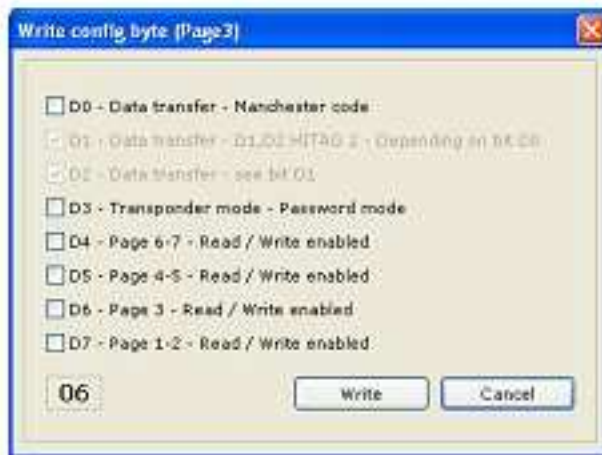 Write config byte (Page3)
D0 - Data transfer - Manchester code
D1 - Data transfer - D1,D2 HITAG 2 - Depending on bit D0
D2 - Data transfer - see bit D1
D3 - Transponder mode - Password mode
D4 - Page 6-7 - Read / Write enabled
D5 - Page 4-5 - Read / Write enabled
D6 - Page 3 - Read / Write enabled
D7 - Page 1-2 - Read / Write enabled
06
Write
Cancel